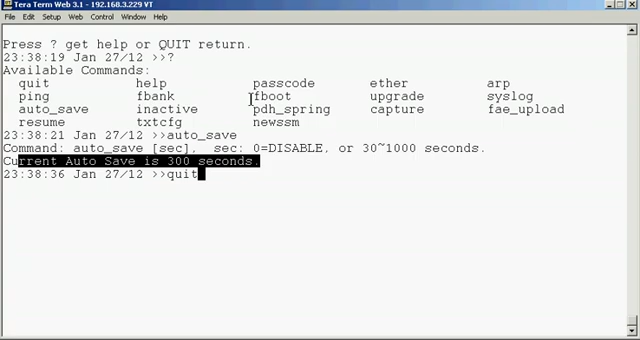 Tera Term Web 3.1 - 192.168.3.229 VT
File Edit Setup Web Control Window Help
Press ? get help or QUIT return.
23:38:19 Jan 27/12 >>?
Available Commands:
quit help passcode ether arp
ping fbank fboot upgrade syslog
auto_save inactive pdh_spring capture fae_upload
resume txtcfg newssm
23:38:21 Jan 27/12 >>auto_save
Command: auto_save [sec], sec: 0=DISABLE, or 30~1000 seconds.
Current Auto Save is 300 seconds.
23:38:36 Jan 27/12 >>quit